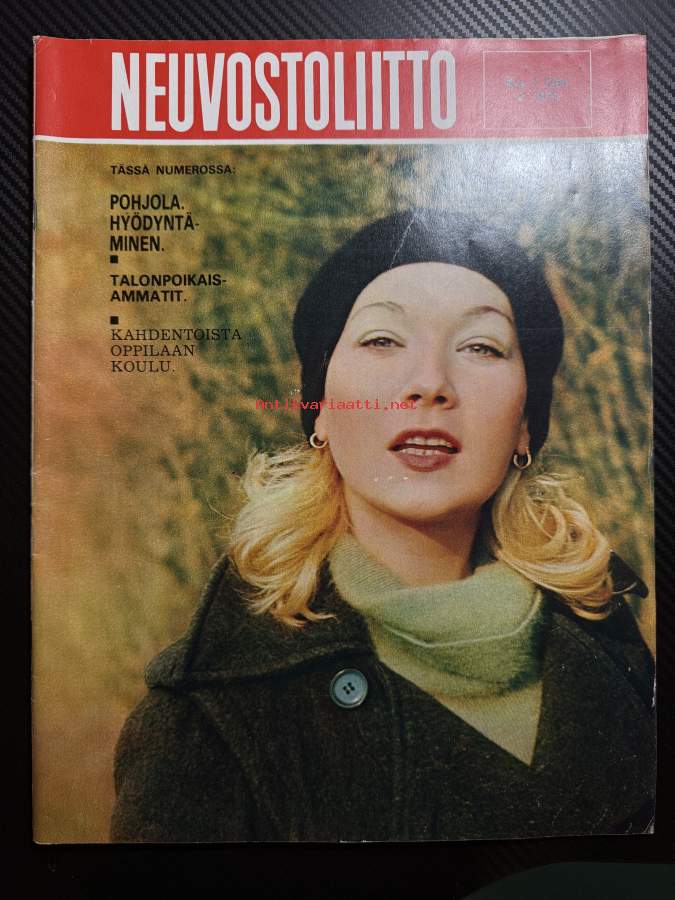 NEUVOSTOLIITTO
TÄSSÄ NUMEROSSA:
POHJOLA.
HYÖDYNTÄ-
MINEN.
TALONPOIKAIS-
AMMATIT.
KAHDENTOISTA
OPPILAAN
KOULU.
Antikvariaatti.net